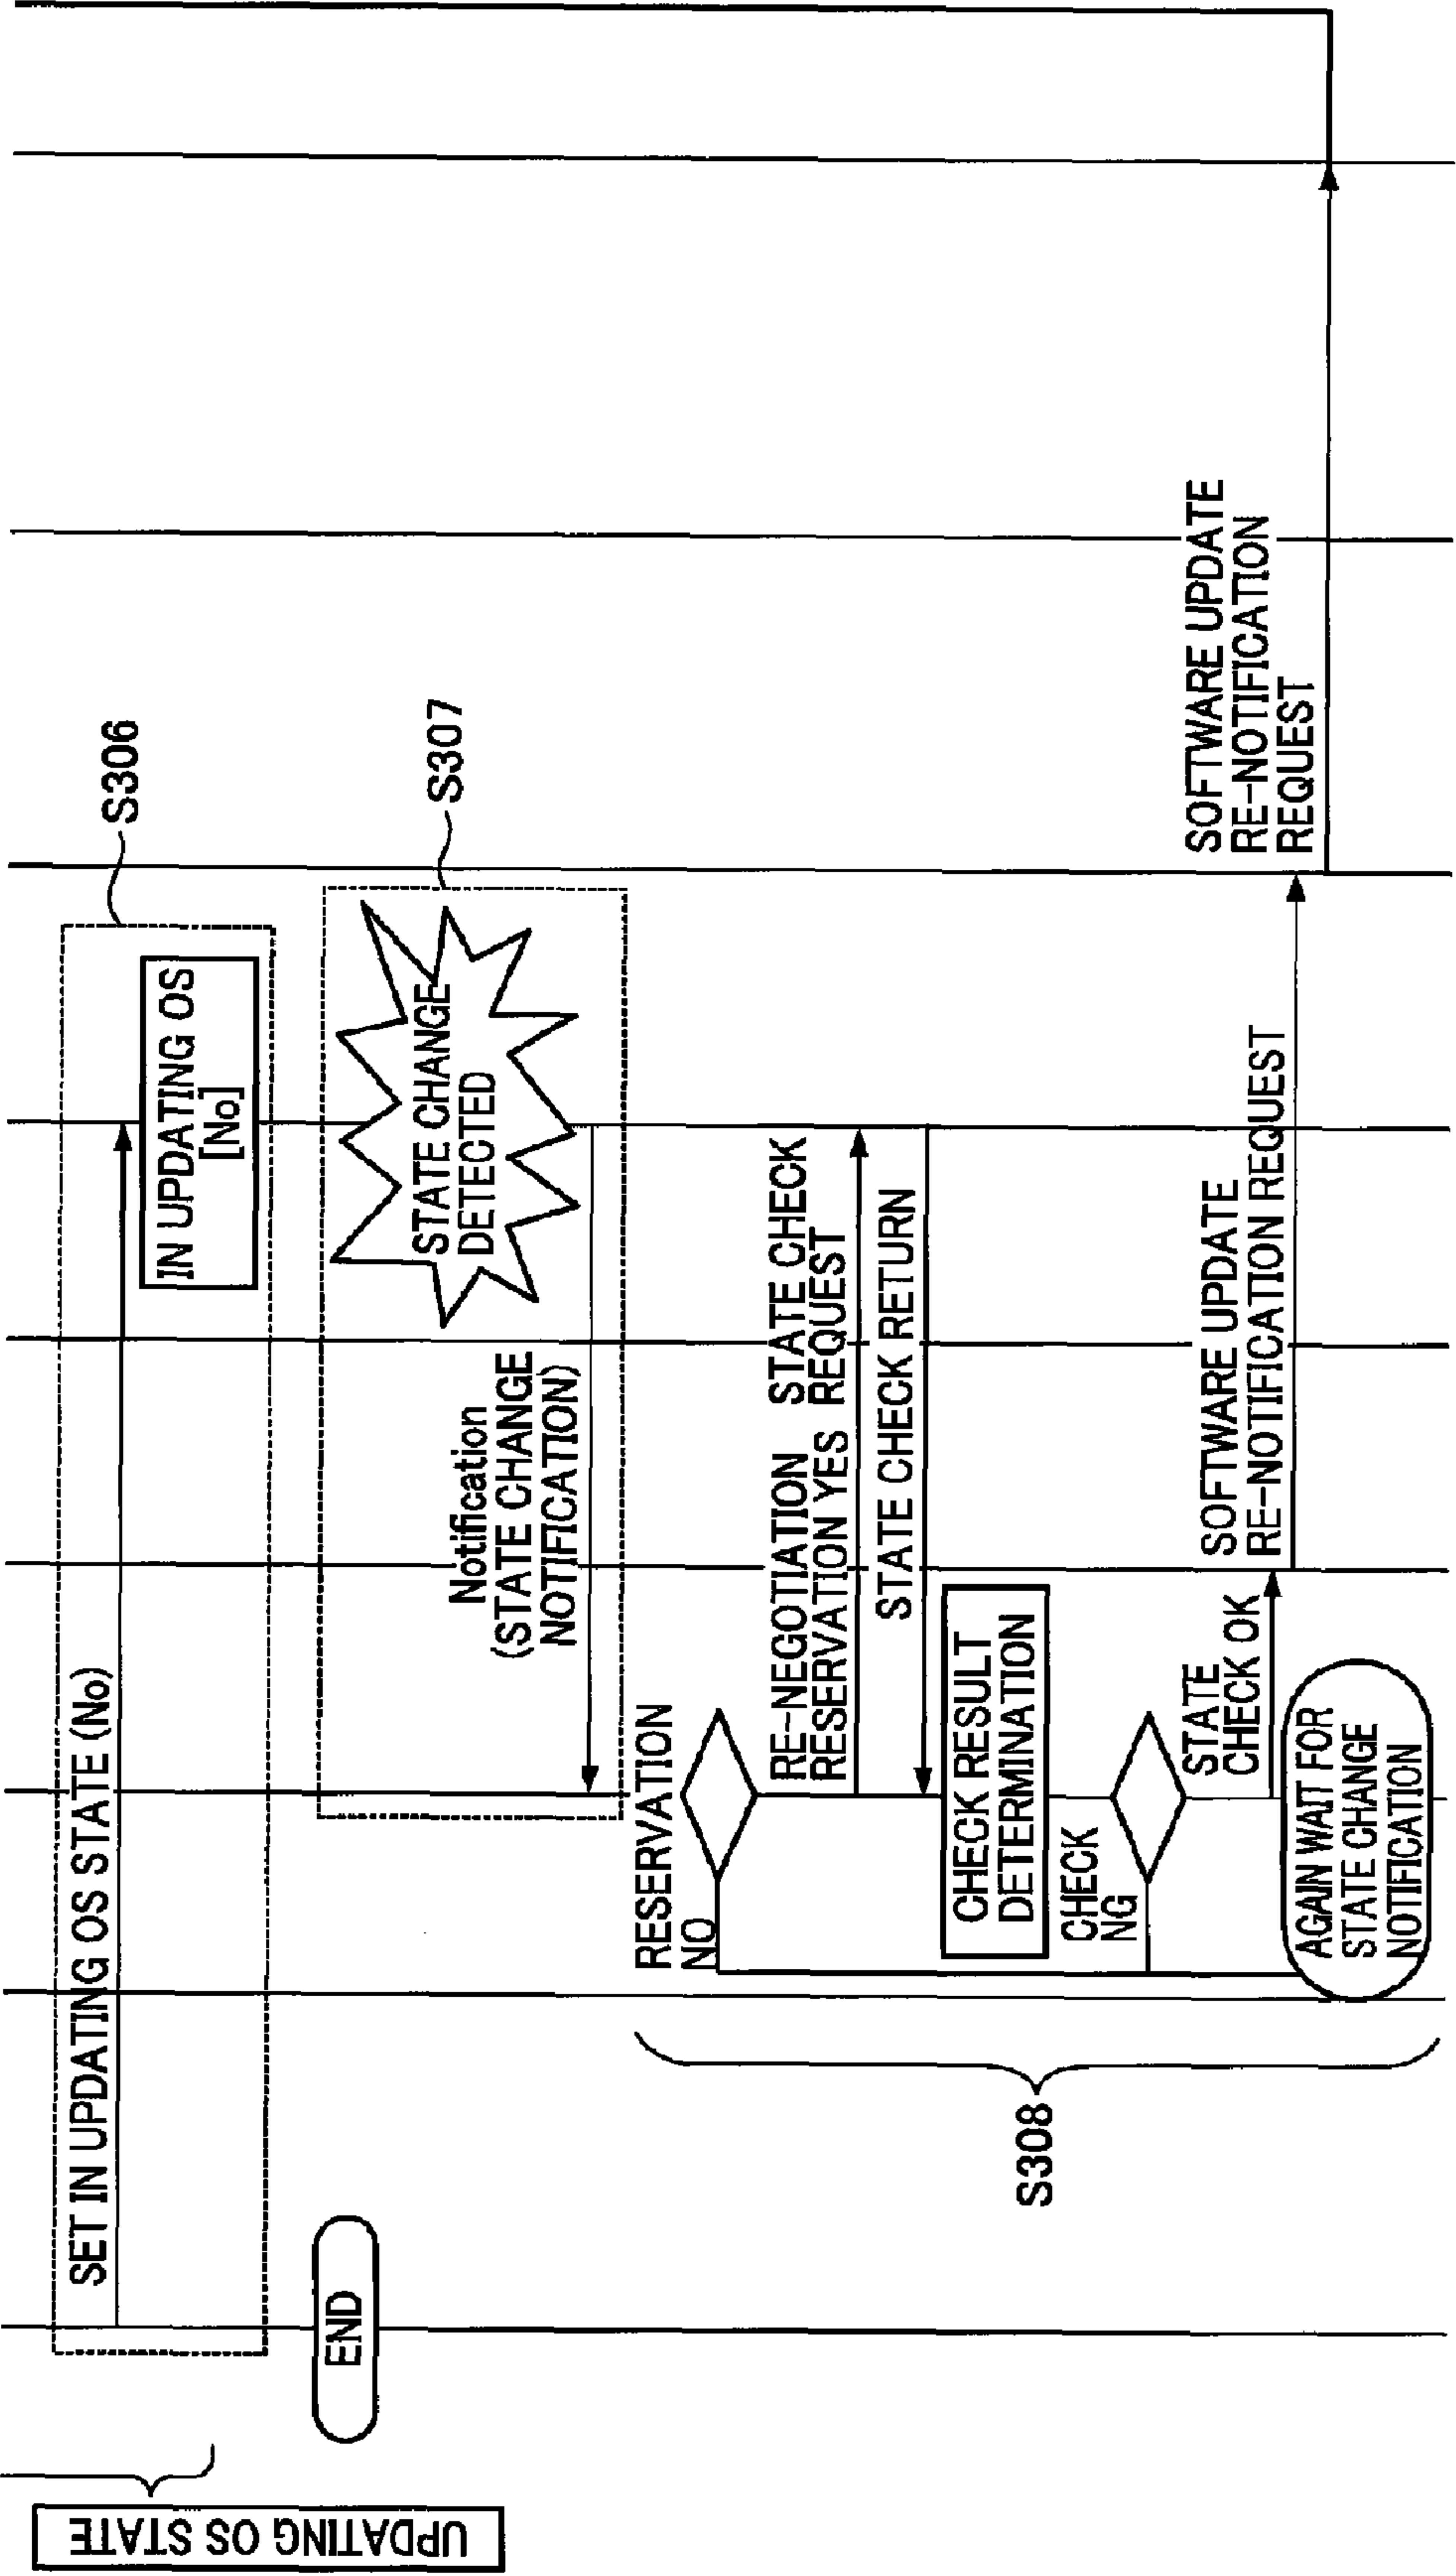 UPDATING OS STATE
SET IN UPDATING OS STATE (No)
S306
IN UPDATING OS
[No]
END
S307
STATE CHANGE
DETECTED
Notification
(STATE CHANGE
NOTIFICATION)
RESERVATION
NO
RE-NEGOTIATION
RESERVATION YES
STATE CHECK
REQUEST
STATE CHECK RETURN
CHECK RESULT
DETERMINATION
S308
CHECK
NG
STATE
CHECK OK
SOFTWARE UPDATE
RE-NOTIFICATION REQUEST
SOFTWARE UPDATE
RE-NOTIFICATION
REQUEST
AGAIN WAIT FOR
STATE CHANGE
NOTIFICATION